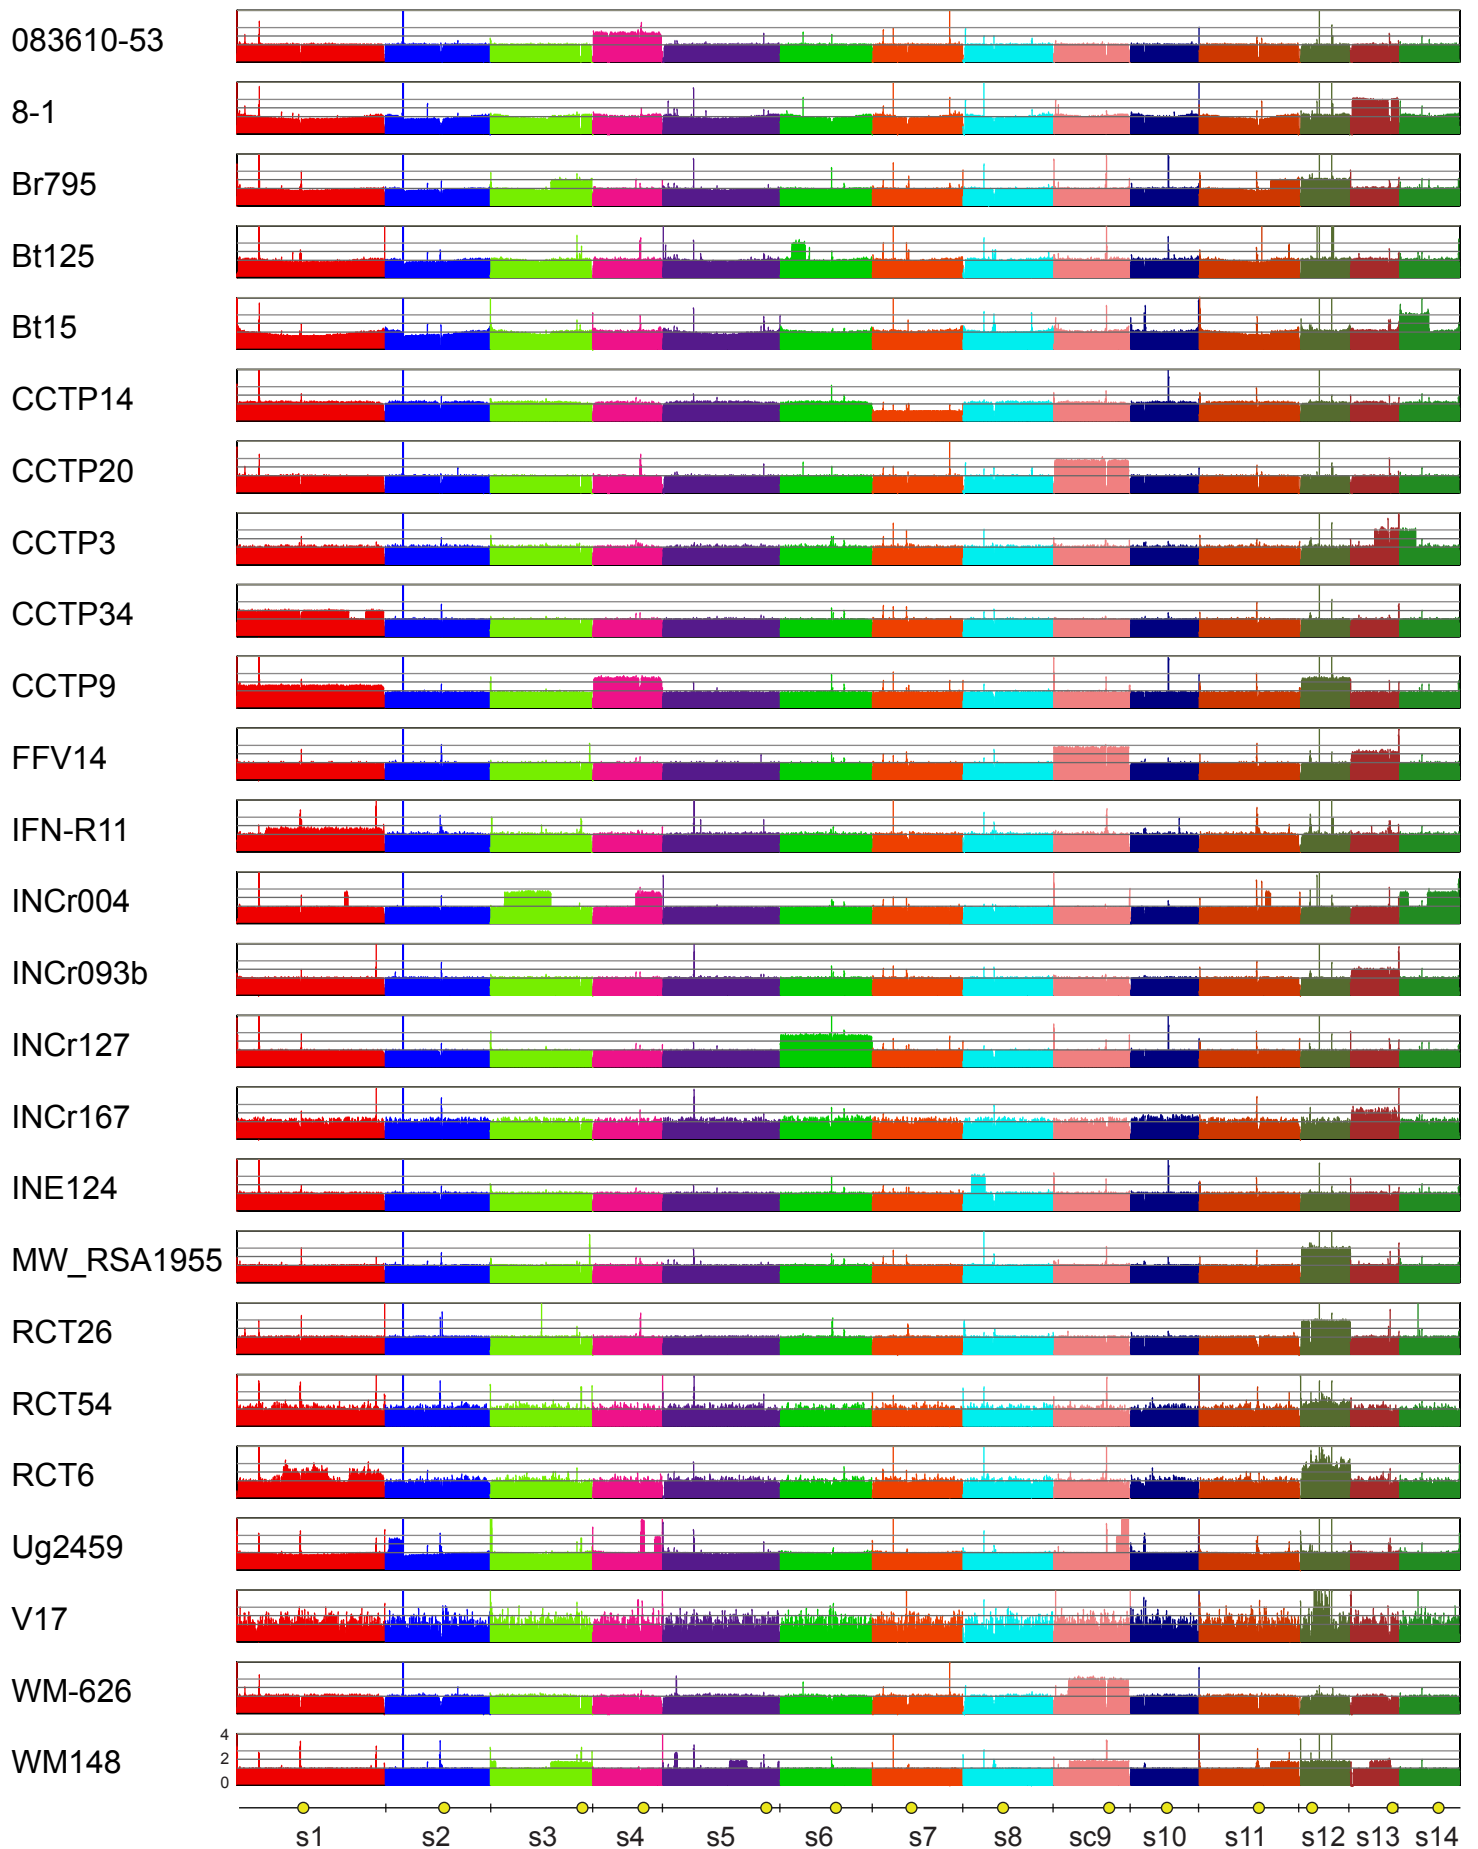 083610-53
8-1
Br795
Bt125
Bt15
CCTP14
CCTP20
CCTP3
CCTP34
CCTP9
FFV14
IFN-R11
INCr004
INCr093b
INCr127
INCr167
INE124
MW_RSA1955
RCT26
RCT54
RCT6
Ug2459
V17
WM-626
WM148
4
2
0
s1 s2 s3 s4 s5 s6 s7 s8 sc9 s10 s11 s12 s13 s14